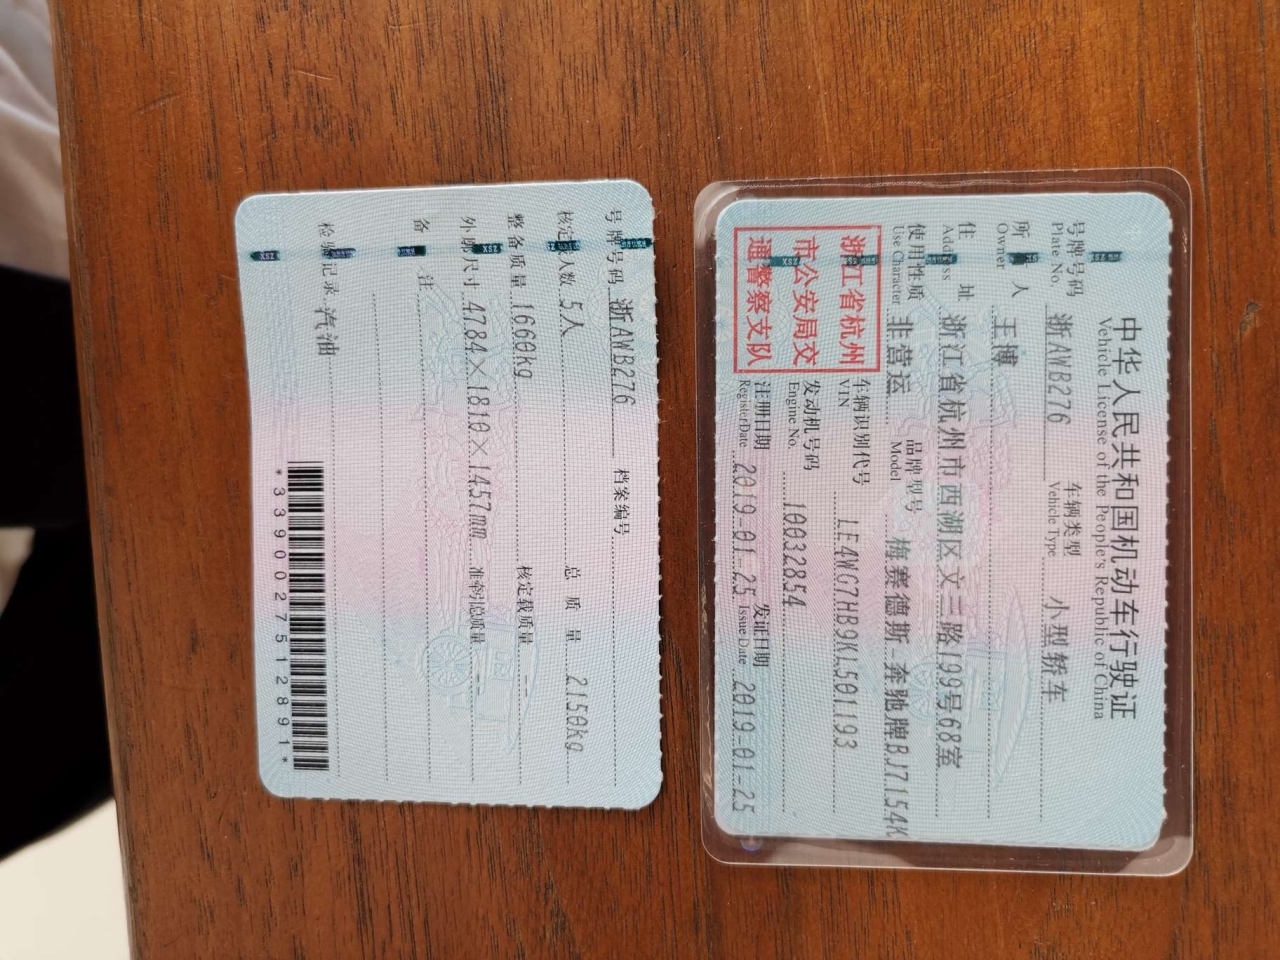 中华人民共和国机动车行驶证
Vehicle License of the People's Republic of China
号牌号码 浙AWB276 车辆类型 小型轿车
Plate No. Vehicle Type
所有人 王搏
Owner
住址 浙江省杭州市西湖区文三路199号68室
Address
使用性质 非营运 品牌型号 梅赛德斯-奔驰牌BJ7154K
Use Character Model
浙江省杭州
市公安局交
通警察支队
车辆识别代号 LE4WG7HB9KL501193
VIN
发动机号码 10032854
Engine No.
注册日期 2019-01-25 发证日期 2019-01-25
Register Date Issue Date
号牌号码 浙AWB276 档案编号
核定载人数 5人 总质量 2150kg
整备质量 1660kg 核定载质量 --
外廓尺寸 4784×1810×1457mm 准牵引总质量 --
备注
检验记录 汽油
*3390027512891*